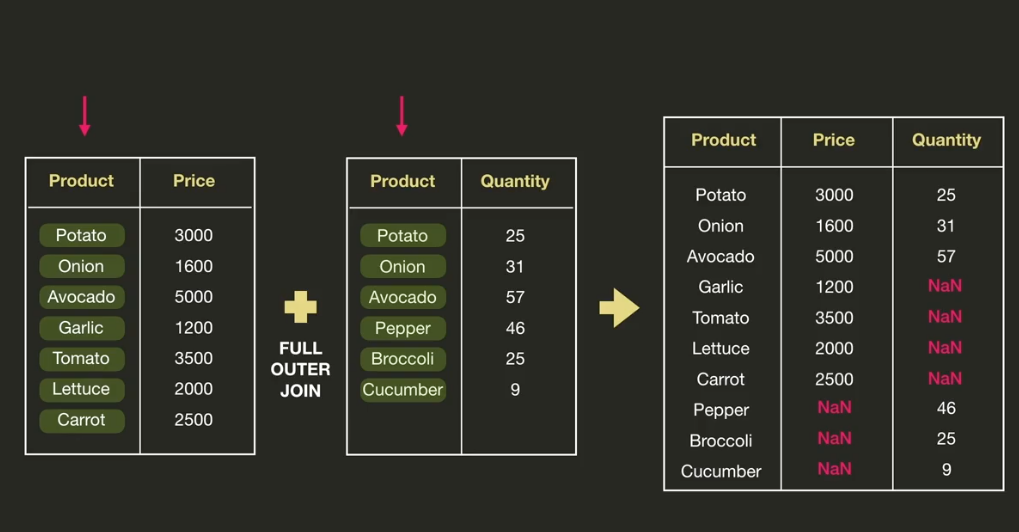 Product Price
Potato 3000
Onion 1600
Avocado 5000
Garlic 1200
Tomato 3500
Lettuce 2000
Carrot 2500
FULL
OUTER
JOIN
Product Quantity
Potato 25
Onion 31
Avocado 57
Pepper 46
Broccoli 25
Cucumber 9
Product Price Quantity
Potato 3000 25
Onion 1600 31
Avocado 5000 57
Garlic 1200 NaN
Tomato 3500 NaN
Lettuce 2000 NaN
Carrot 2500 NaN
Pepper NaN 46
Broccoli NaN 25
Cucumber NaN 9